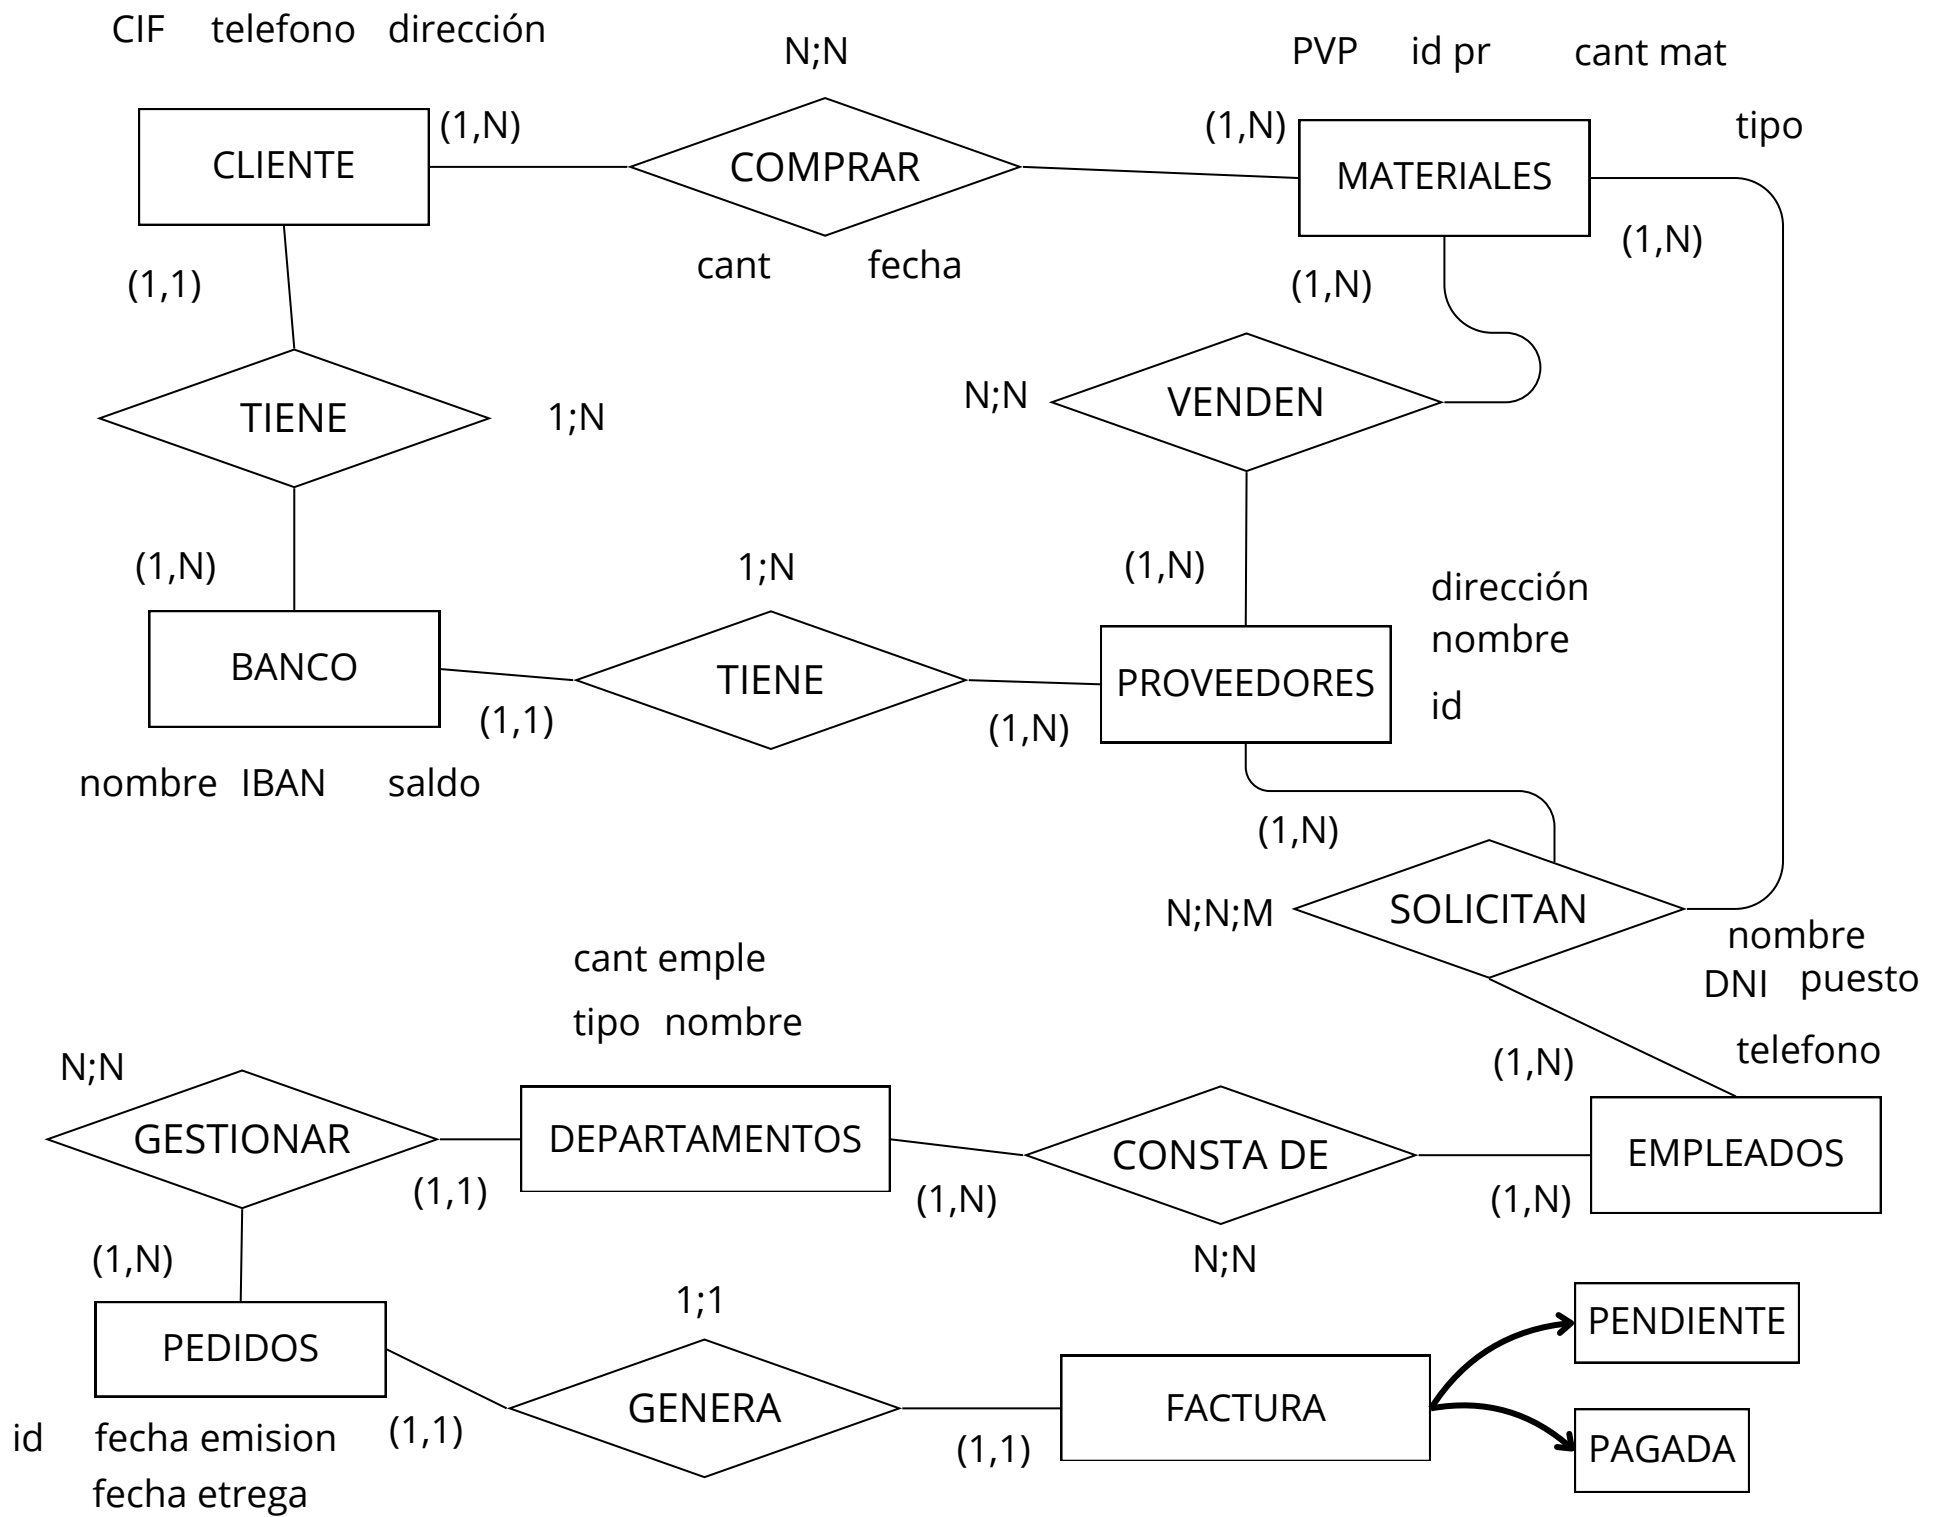 CIF telefono dirección
N;N
PVP id pr cant mat
tipo
CLIENTE
(1,N)
COMPRAR
(1,N)
MATERIALES
(1,N)
cant fecha
(1,1)
(1,N)
TIENE
1;N
N;N
VENDEN
(1,N)
1;N
(1,N)
dirección
nombre
id
BANCO
(1,1)
TIENE
(1,N)
PROVEEDORES
nombre IBAN saldo
(1,N)
N;N;M
SOLICITAN
nombre
DNI puesto
telefono
cant emple
tipo nombre
(1,N)
N;N
GESTIONAR
(1,1)
DEPARTAMENTOS
(1,N)
CONSTA DE
(1,N)
EMPLEADOS
N;N
(1,N)
1;1
PEDIDOS
(1,1)
GENERA
(1,1)
FACTURA
PENDIENTE
PAGADA
id fecha emision
fecha etrega